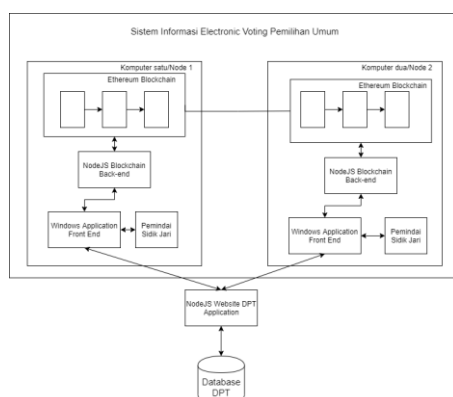 Sistem Informasi Electronic Voting Pemilihan Umum
Komputer satu/Node 1
Ethereum Blockchain
NodeJS Blockchain
Back-end
Windows Application
Front End
Pemindai
Sidik Jari
Komputer dua/Node 2
Ethereum Blockchain
NodeJS Blockchain
Back-end
Windows Application
Front End
Pemindai
Sidik Jari
NodeJS Website DPT
Application
Database
DPT